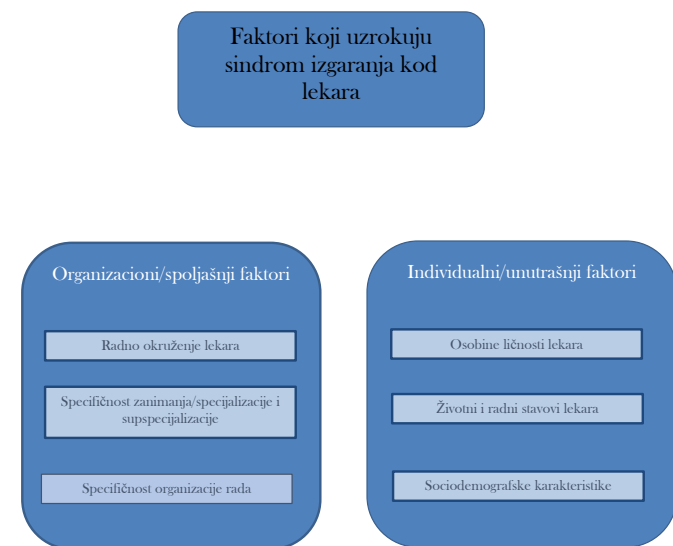 Faktori koji uzrokuju
sindrom izgaranja kod
lekara
Organizacioni/spoljašnji faktori
Radno okruženje lekara
Specifičnost zanimanja/specijalizacije i
supspecijalizacije
Specifičnost organizacije rada
Individualni/unutrašnji faktori
Osobine ličnosti lekara
Životni i radni stavovi lekara
Sociodemografske karakteristike